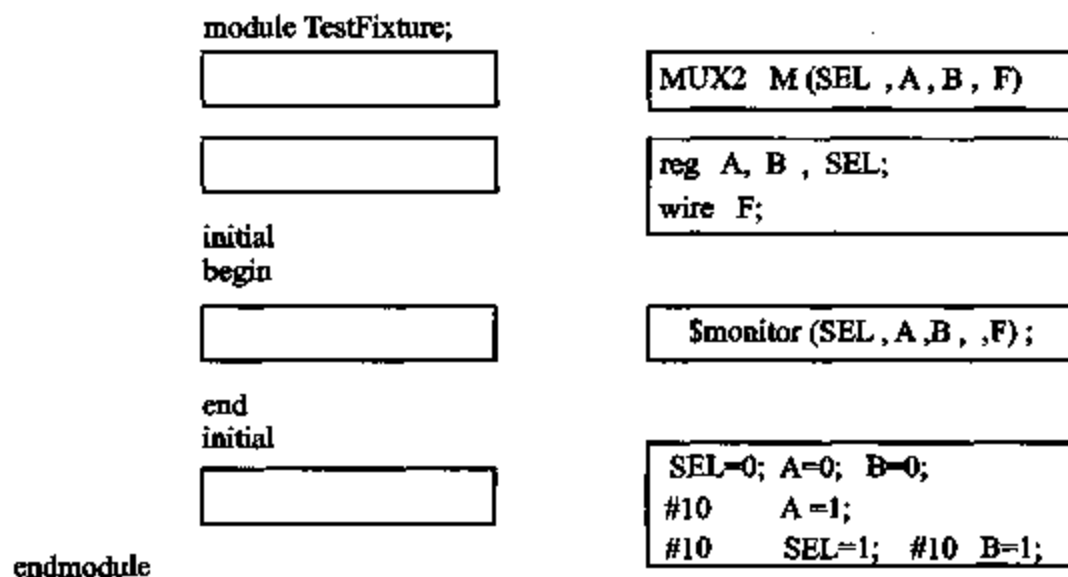 module TestFixture;
MUX2 M (SEL , A , B , F)
reg A, B , SEL;
wire F;
initial
begin
$monitor (SEL , A ,B , ,F) ;
end
initial
SEL=0; A=0; B=0;
#10 A =1;
#10 SEL=1; #10 B=1;
endmodule